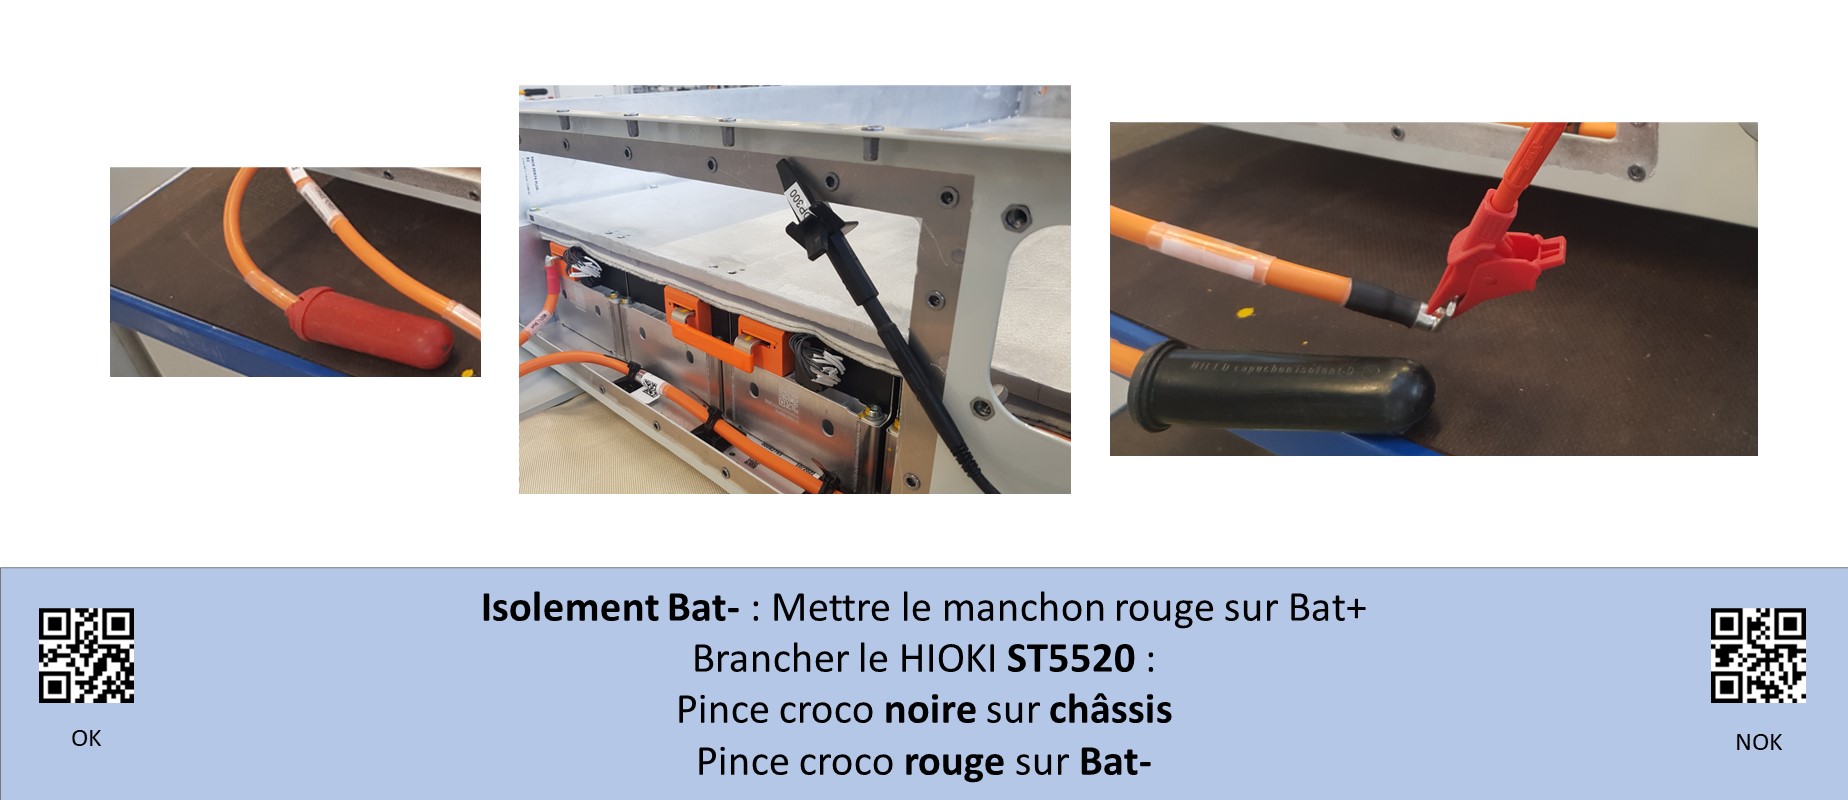 DP300
Isolement Bat- : Mettre le manchon rouge sur Bat+
Brancher le HIOKI ST5520 :
Pince croco noire sur châssis
Pince croco rouge sur Bat-
OK
NOK